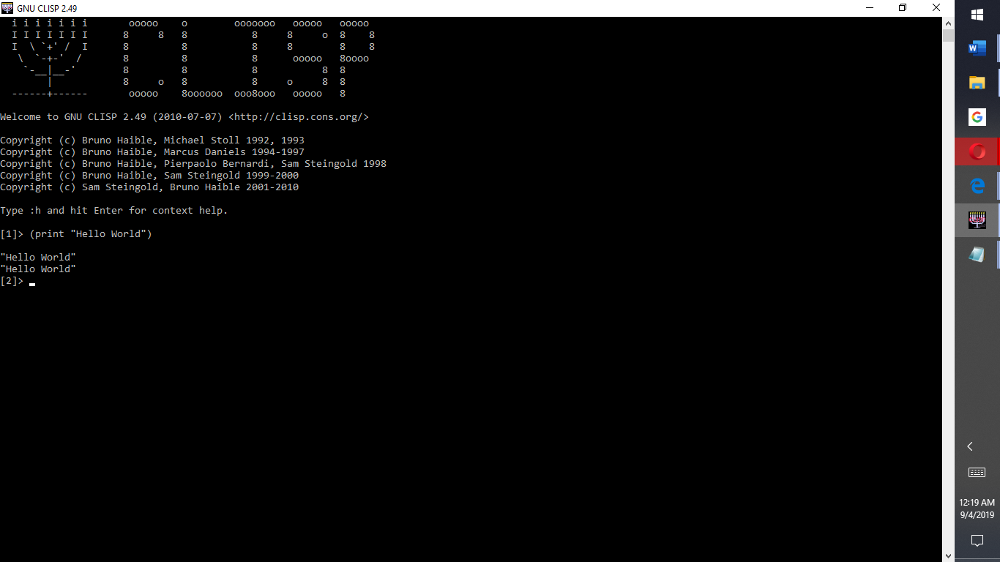 GNU CLISP 2.49
i i i i i i i       ooooo    o        ooooooo   ooooo   ooooo
I I I I I I I      8     8   8           8     8     o  8    8
I  \ `+' /  I      8         8           8     8        8    8
 \  `-+-'  /       8         8           8      ooooo   8oooo
  `-__|__-'        8         8           8           8  8
      |            8     o   8           8     o     8  8
------+------       ooooo    8oooooo  ooo8ooo   ooooo   8
Welcome to GNU CLISP 2.49 (2010-07-07) <http://clisp.cons.org/>
Copyright (c) Bruno Haible, Michael Stoll 1992, 1993
Copyright (c) Bruno Haible, Marcus Daniels 1994-1997
Copyright (c) Bruno Haible, Pierpaolo Bernardi, Sam Steingold 1998
Copyright (c) Bruno Haible, Sam Steingold 1999-2000
Copyright (c) Sam Steingold, Bruno Haible 2001-2010
Type :h and hit Enter for context help.
[1]> (print "Hello World")
"Hello World"
"Hello World"
[2]>
12:19 AM
9/4/2019